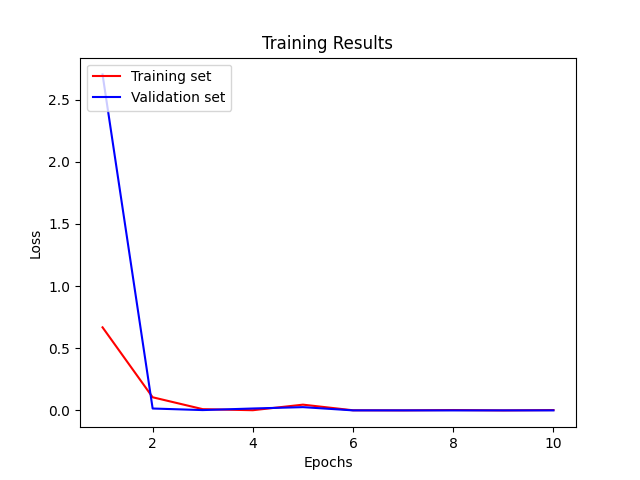 Training Results
Training set
Validation set
2.5
2.0
1.5
1.0
0.5
0.0
Loss
2 4 6 8 10
Epochs